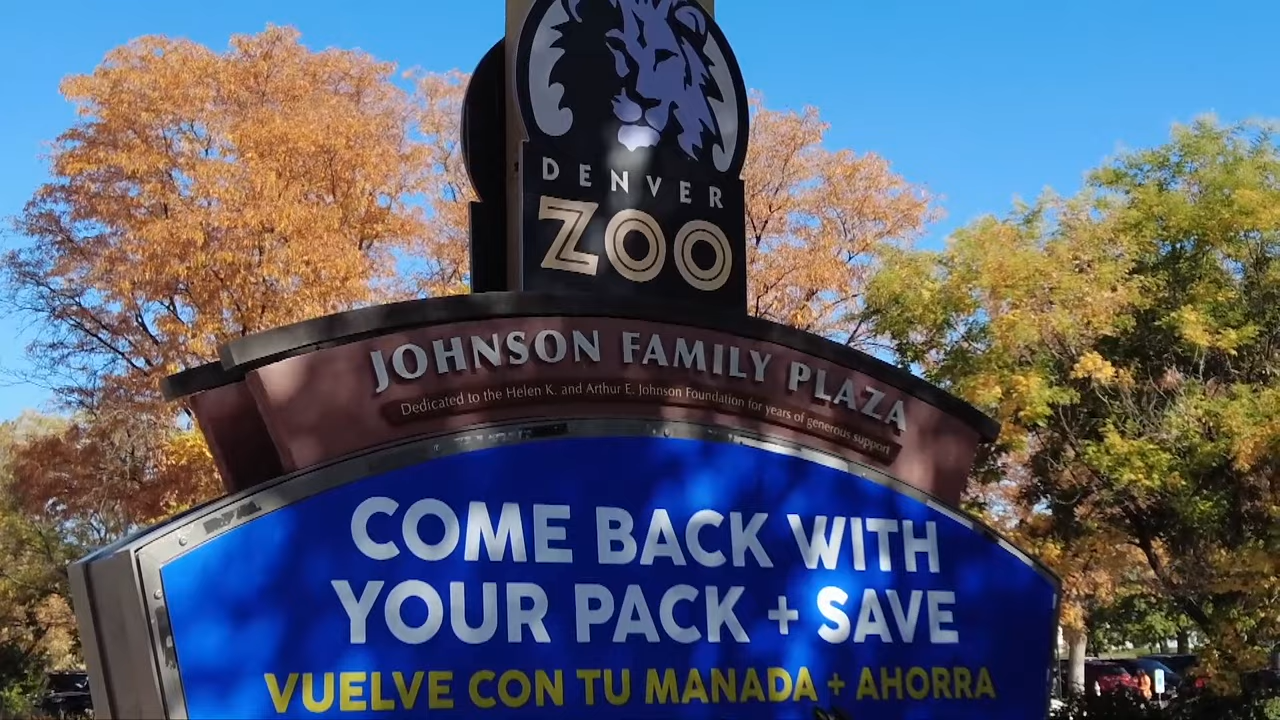 DENVER
ZOO
JOHNSON FAMILY PLAZA
Dedicated to the Helen K. and Arthur E. Johnson Foundation for years of generous support
COME BACK WITH
YOUR PACK + SAVE
VUELVE CON TU MANADA + AHORRA